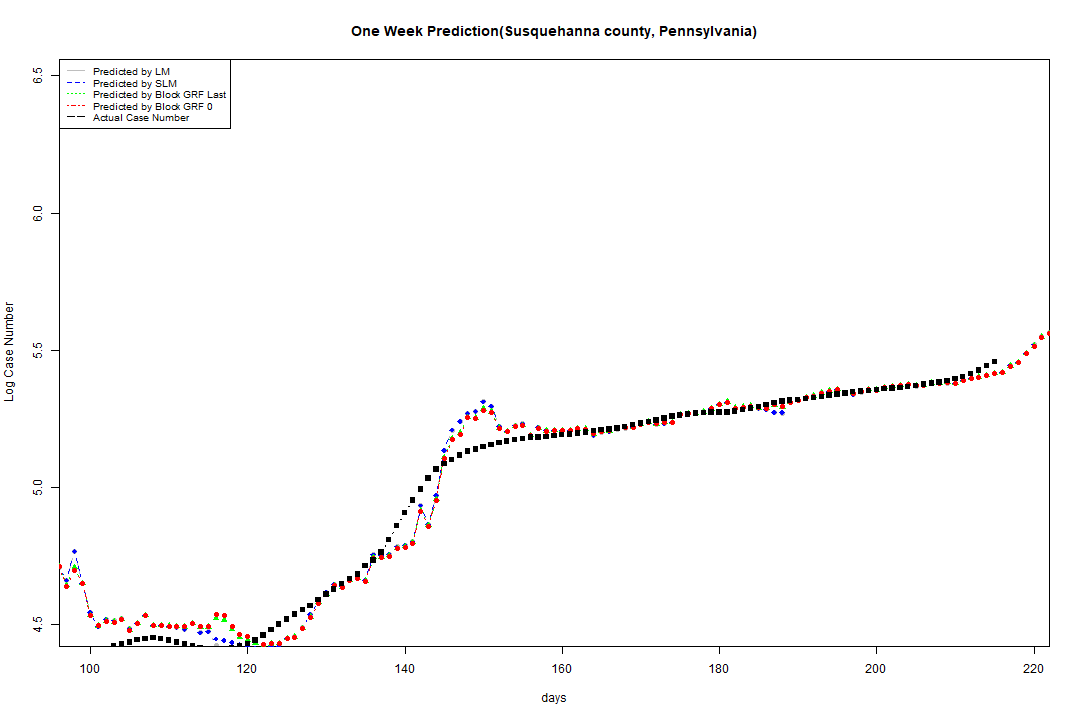 One Week Prediction(Susquehanna county, Pennsylvania)
Predicted by LM
Predicted by SLM
Predicted by Block GRF Last
Predicted by Block GRF 0
Actual Case Number
Log Case Number
6.5
6.0
5.5
5.0
4.5
100 120 140 160 180 200 220
days